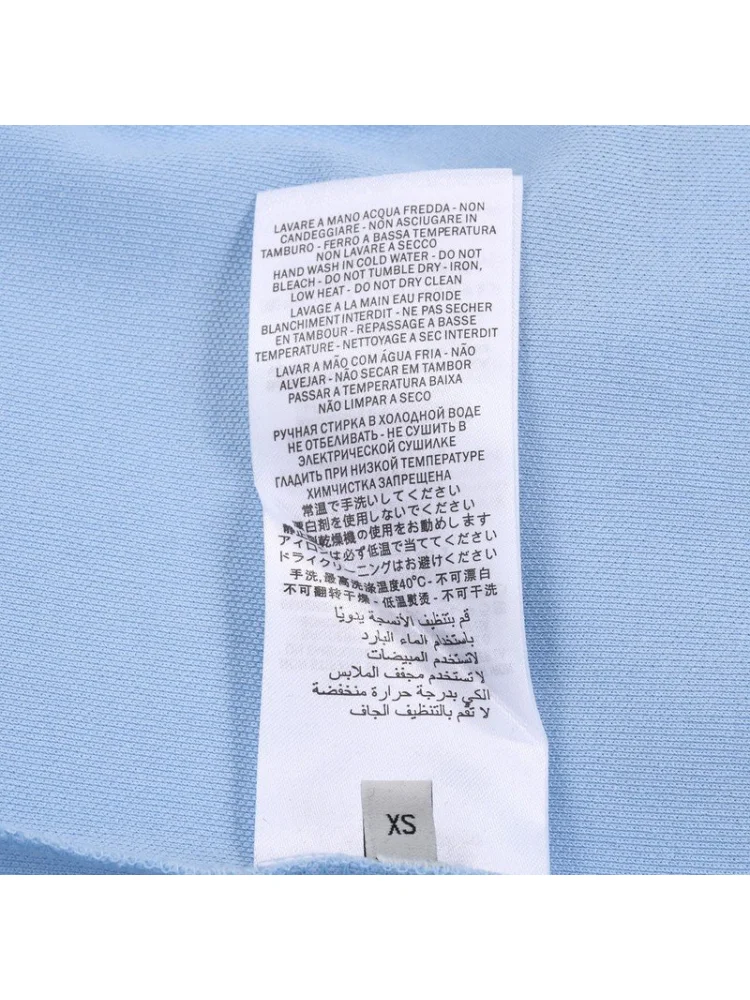 LAVARE A MANO ACQUA FREDDA - NON
CANDEGGIARE - NON ASCIUGARE IN
TAMBURO - FERRO A BASSA TEMPERATURA
NON LAVARE A SECCO
HAND WASH IN COLD WATER - DO NOT
BLEACH - DO NOT TUMBLE DRY - IRON,
LOW HEAT - DO NOT DRY CLEAN
LAVAGE A LA MAIN EAU FROIDE
BLANCHIMENT INTERDIT - NE PAS SECHER
EN TAMBOUR - REPASSAGE A BASSE
TEMPERATURE - NETTOYAGE A SEC INTERDIT
LAVAR A MÃO COM ÁGUA FRIA - NÃO
ALVEJAR - NÃO SECAR EM TAMBOR
PASSAR A TEMPERATURA BAIXA
NÃO LIMPAR A SECO
РУЧНАЯ СТИРКА В ХОЛОДНОЙ ВОДЕ
НЕ ОТБЕЛИВАТЬ - НЕ СУШИТЬ В
ЭЛЕКТРИЧЕСКОЙ СУШИЛКЕ
ГЛАДИТЬ ПРИ НИЗКОЙ ТЕМПЕРАТУРЕ
ХИМЧИСТКА ЗАПРЕЩЕНА
常温で手洗いしてください
漂白剤を使用しないでください
乾燥機の使用をお勧めします
アイロンは必ず低温で当ててください
ドライクリーニングはお避けください
手洗,最高洗涤温度40°C - 不可漂白
不可翻转干燥 - 低温熨烫 - 不可干洗
قم بتنظيف الأنسجة يدويًا
باستخدام الماء البارد
لاتستخدم المبيضات
لا تستخدم مجفف الملابس
الكي بدرجة حرارة منخفضة
لا تقم بالتنظيف الجاف
XS